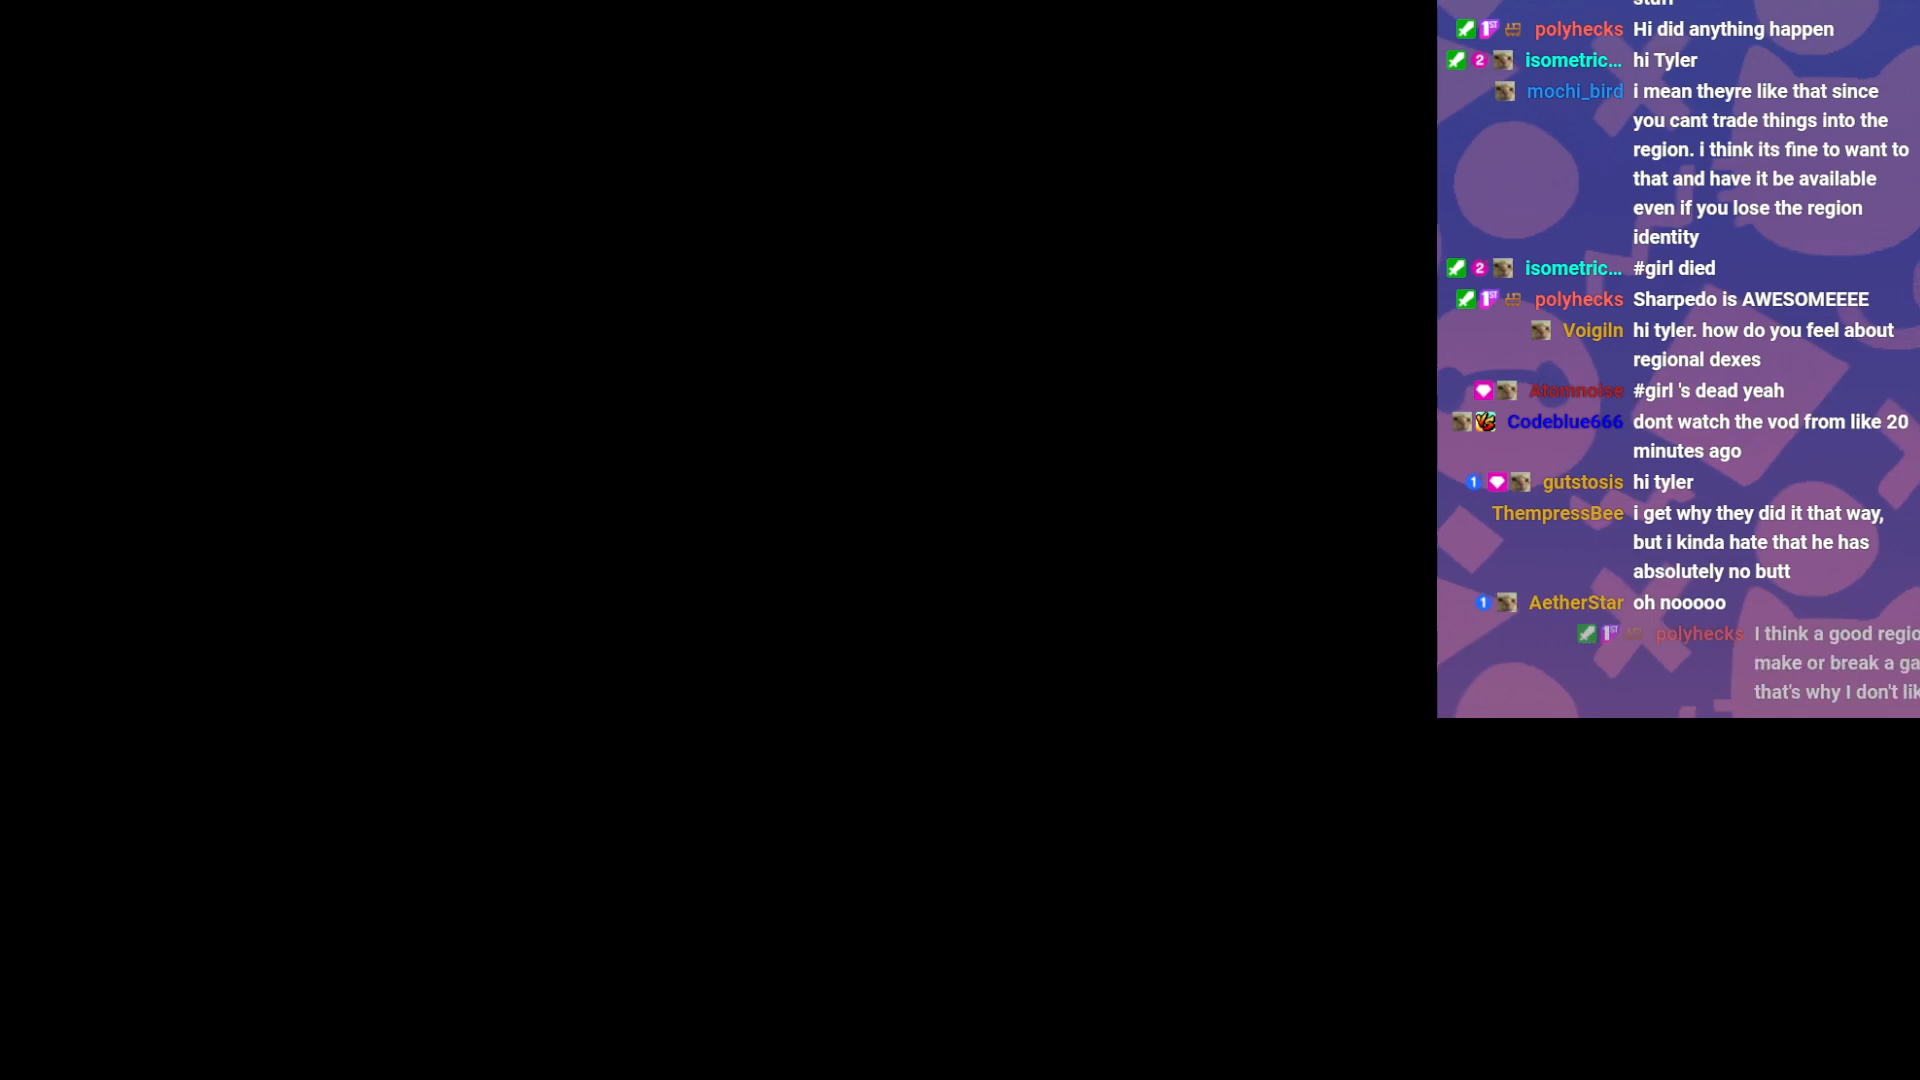 stuff
polyhecks Hi did anything happen
isometric... hi Tyler
mochi_bird i mean theyre like that since
you cant trade things into the
region. i think its fine to want to
that and have it be available
even if you lose the region
identity
isometric... #girl died
polyhecks Sharpedo is AWESOMEEEE
Voigiln hi tyler. how do you feel about
regional dexes
Atomnoise #girl 's dead yeah
Codeblue666 dont watch the vod from like 20
minutes ago
gutstosis hi tyler
ThempressBee i get why they did it that way,
but i kinda hate that he has
absolutely no butt
AetherStar oh nooooo
polyhecks I think a good regio
make or break a ga
that's why I don't lik